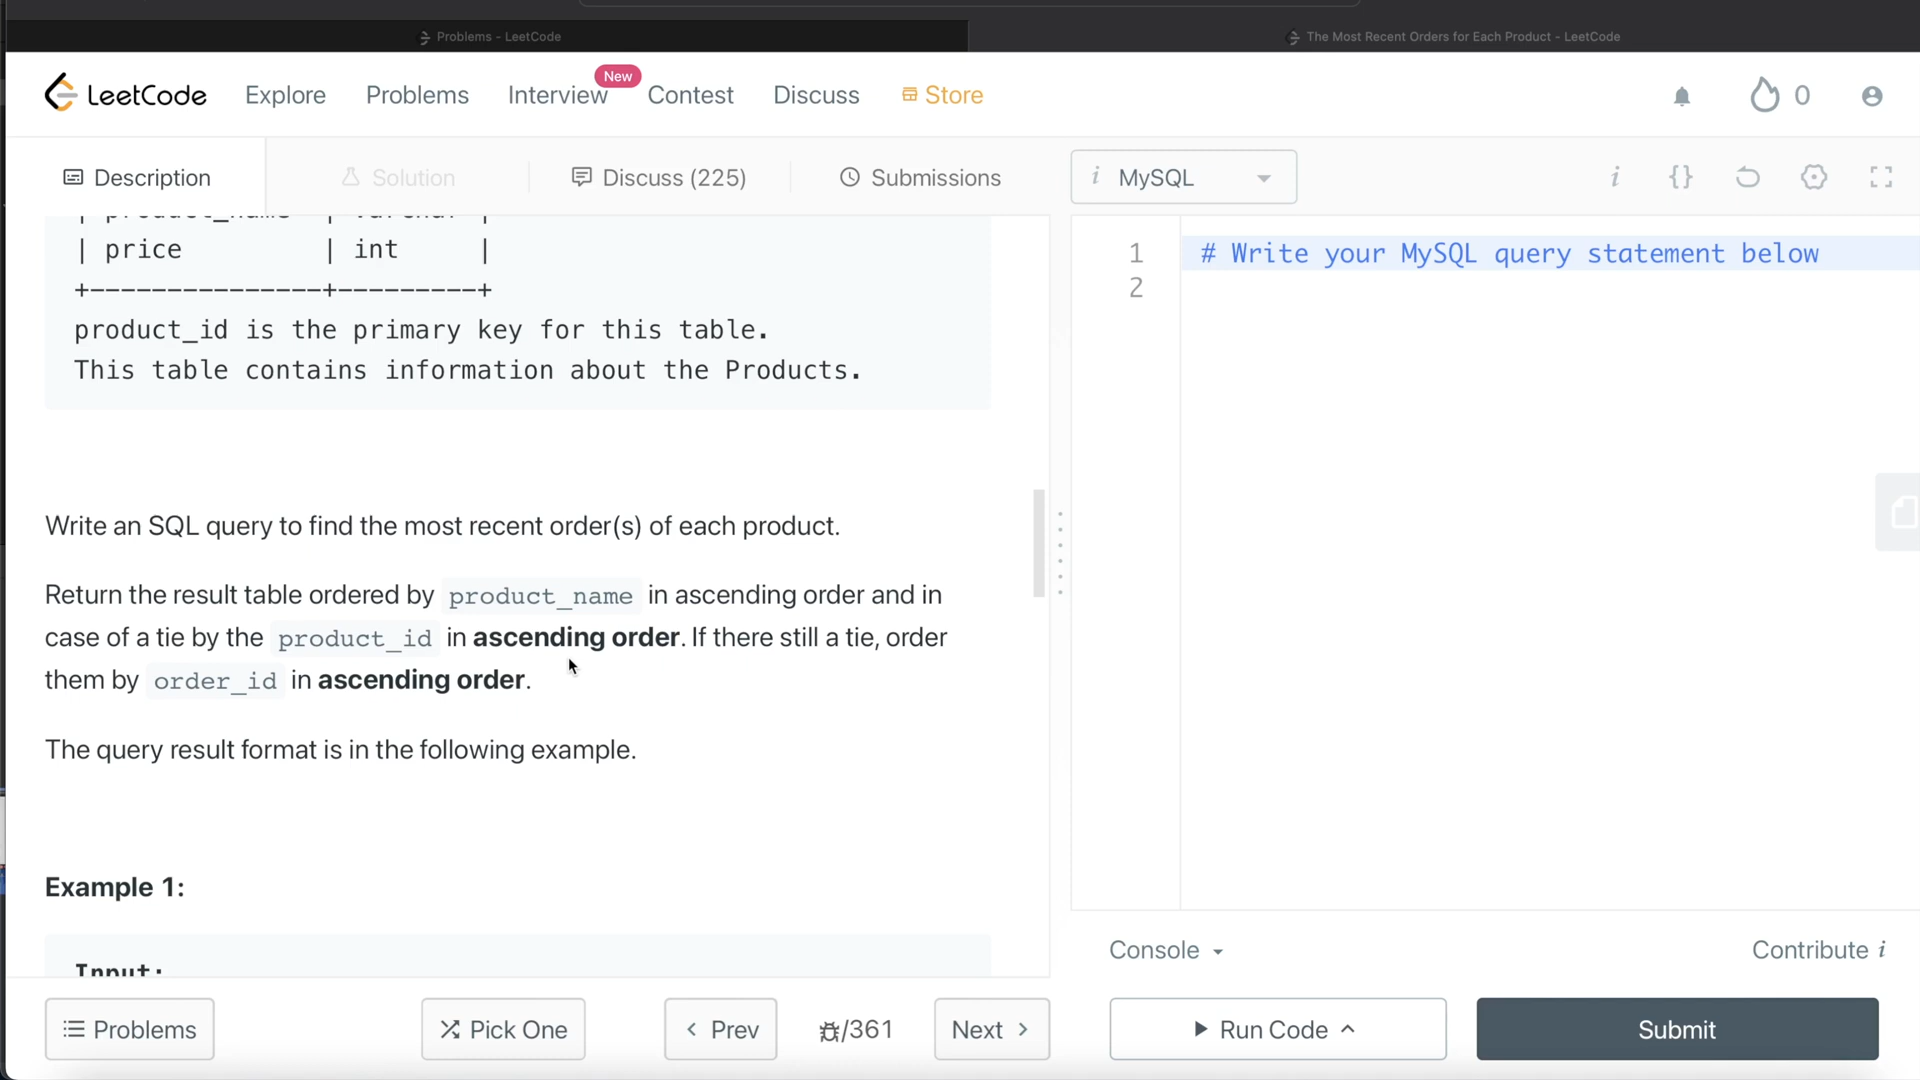 Problems - LeetCode
The Most Recent Orders for Each Product - LeetCode
LeetCode
Explore
Problems
Interview
New
Contest
Discuss
Store
0
Description
Solution
Discuss (225)
Submissions
i MySQL
i {}
| product_name | varchar |
| price | int |
+---------------+---------+
product_id is the primary key for this table.
This table contains information about the Products.
Write an SQL query to find the most recent order(s) of each product.
Return the result table ordered by product_name in ascending order and in
case of a tie by the product_id in ascending order. If there still a tie, order
them by order_id in ascending order.
The query result format is in the following example.
Example 1:
Input:
1 # Write your MySQL query statement below
2
Console
Contribute i
Problems
Pick One
Prev
/361
Next
Run Code
Submit